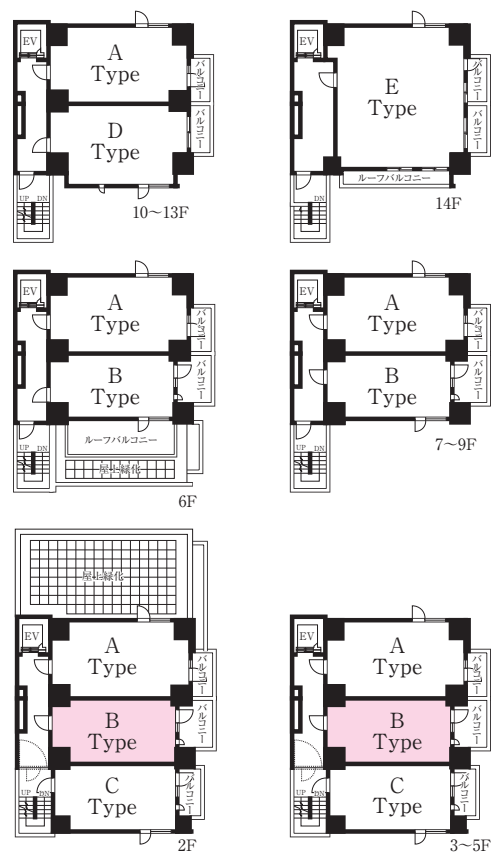 EV
A
Type
バルコニー
D
Type
バルコニー
UP DN
10〜13F
EV
E
Type
バルコニー
バルコニー
ルーフバルコニー
UP DN
14F
EV
A
Type
バルコニー
B
Type
バルコニー
ルーフバルコニー
屋上緑化
UP DN
6F
EV
A
Type
バルコニー
B
Type
バルコニー
UP DN
7〜9F
屋上緑化
EV
A
Type
バルコニー
B
Type
バルコニー
C
Type
バルコニー
UP DN
2F
EV
A
Type
バルコニー
B
Type
バルコニー
C
Type
バルコニー
UP DN
3〜5F